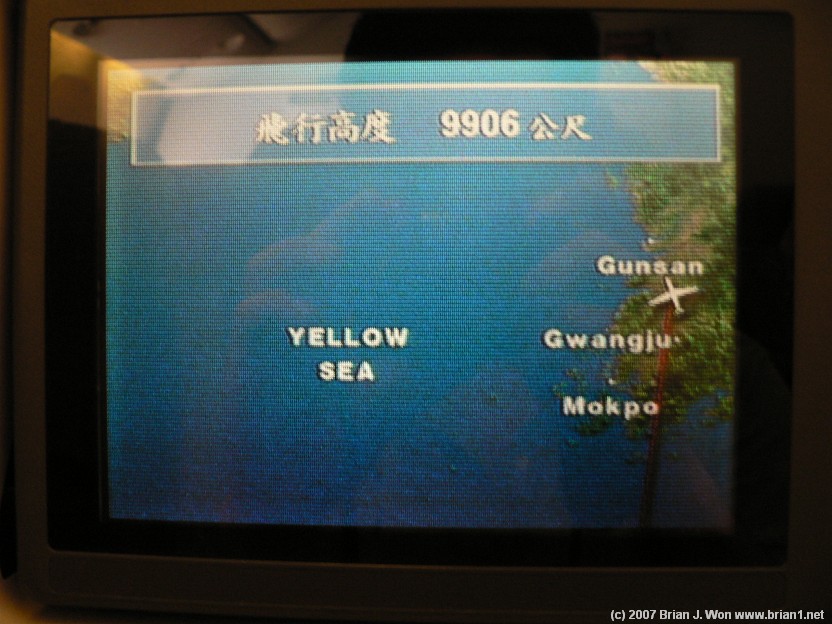 飛行高度 9906 公尺
Gunsan
YELLOW
SEA
Gwangju
Mokpo
(c) 2007 Brian J. Won www.brian1.net